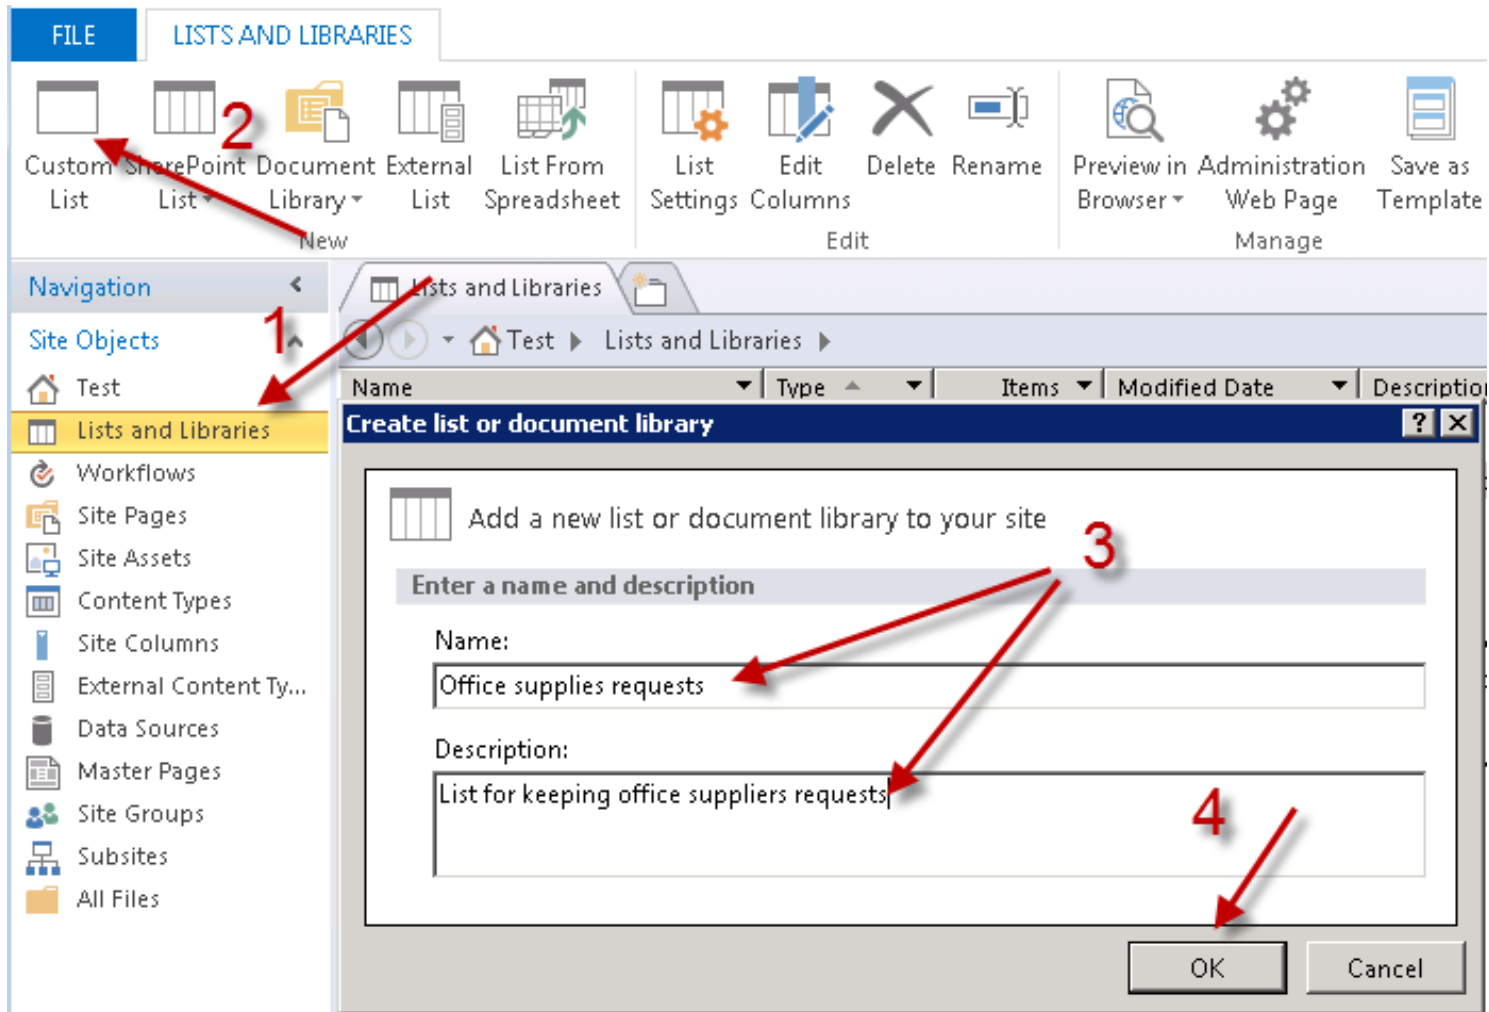 FILE
LISTS AND LIBRARIES
2
Custom List
SharePoint List
Document Library
External List
List From Spreadsheet
List Settings
Edit Columns
Delete
Rename
Preview in Browser
Administration Web Page
Save as Template
New
Edit
Manage
Navigation
Lists and Libraries
1
Site Objects
Test
Lists and Libraries
Test
Lists and Libraries
Workflows
Site Pages
Site Assets
Content Types
Site Columns
External Content Ty...
Data Sources
Master Pages
Site Groups
Subsites
All Files
Name
Type
Items
Modified Date
Create list or document library
?
Add a new list or document library to your site
3
Enter a name and description
Name:
Office supplies requests
Description:
List for keeping office suppliers requests
4
OK
Cancel